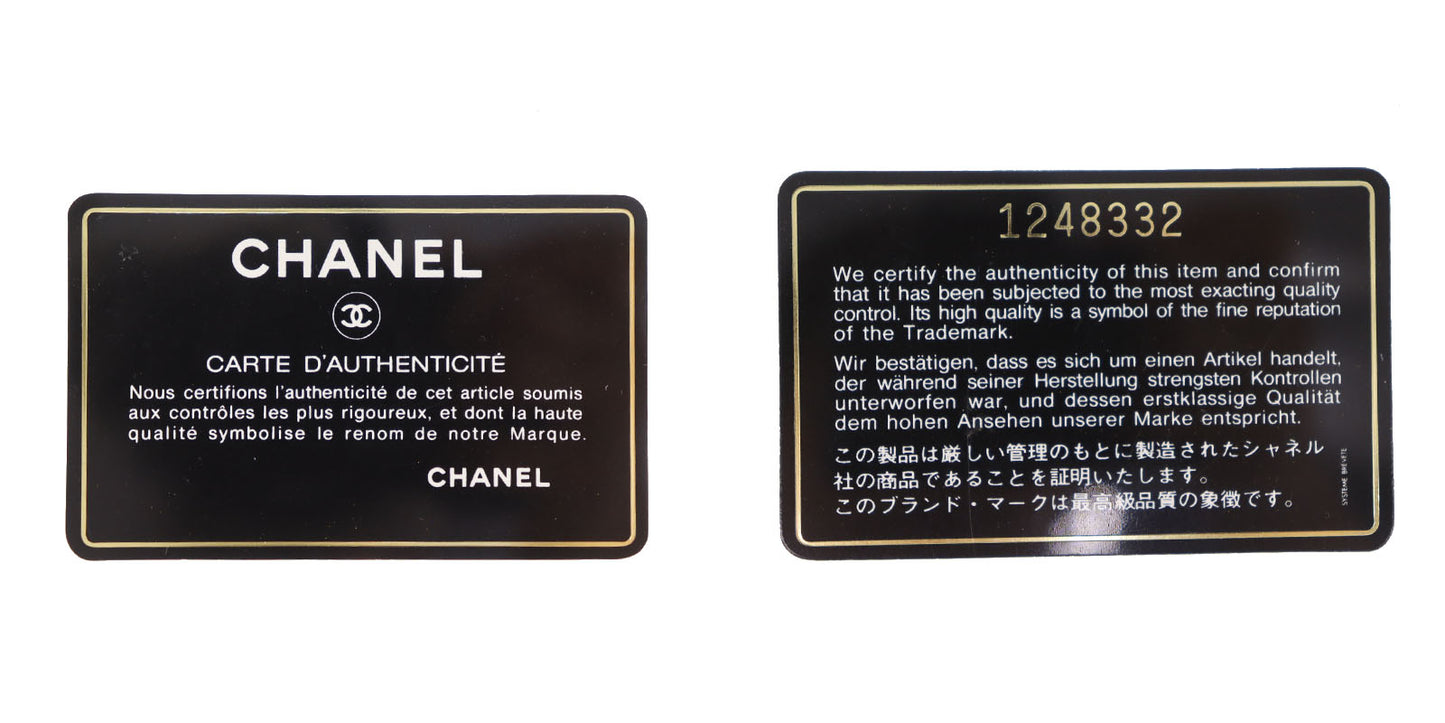 CHANEL
CARTE D'AUTHENTICITÉ
Nous certifions l'authenticité de cet article soumis
aux contrôles les plus rigoureux, et dont la haute
qualité symbolise le renom de notre Marque.
CHANEL
1248332
We certify the authenticity of this item and confirm
that it has been subjected to the most exacting quality
control. Its high quality is a symbol of the fine reputation
of the Trademark.
Wir bestätigen, dass es sich um einen Artikel handelt,
der während seiner Herstellung strengsten Kontrollen
unterworfen war, und dessen erstklassige Qualität
dem hohen Ansehen unserer Marke entspricht.
この製品は厳しい管理のもとに製造されたシャネル
社の商品であることを証明いたします。
このブランド・マークは最高級品質の象徴です。
SYSTEME BREVETE